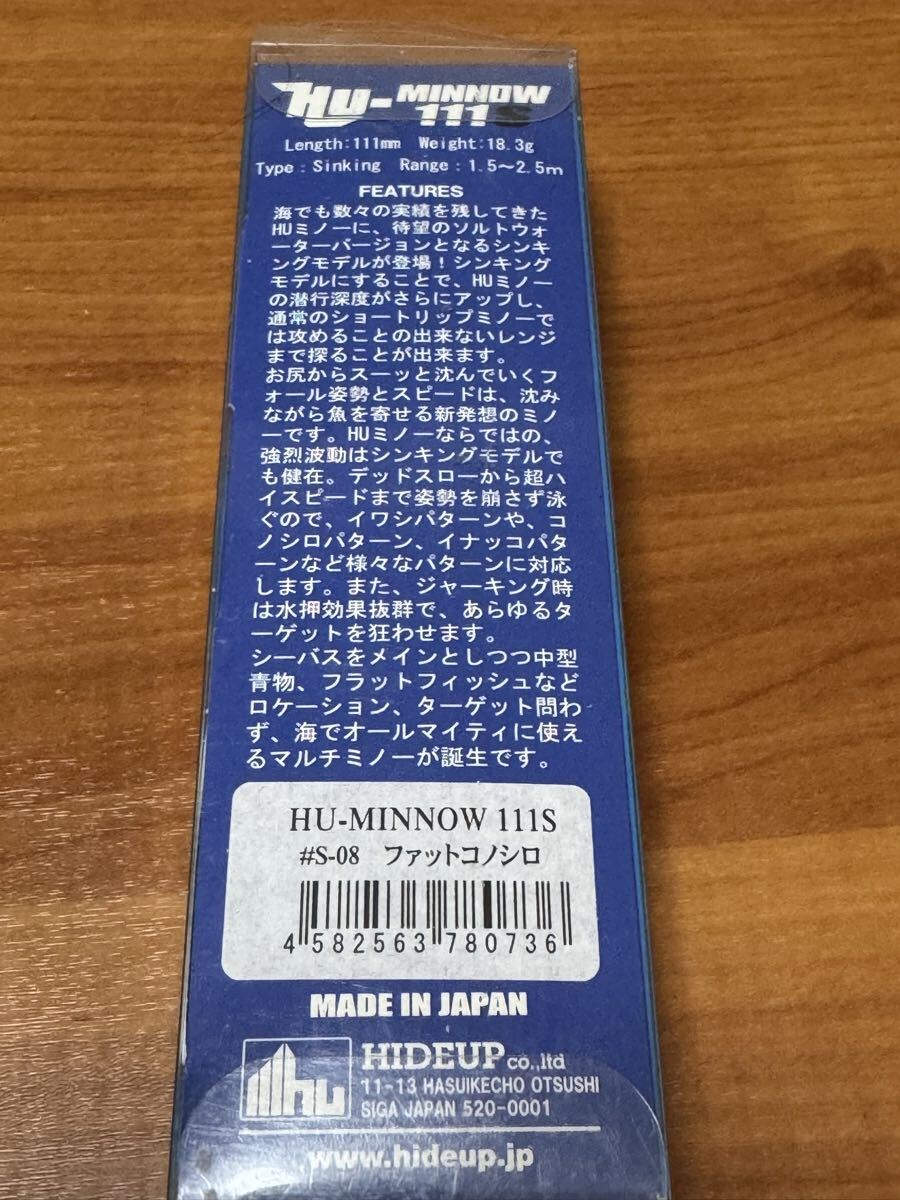 Hu-MINNOW
111S
Length:111mm Weight:18.3g
Type：Sinking Range：1.5～2.5m
FEATURES
海でも数々の実績を残してきた
HUミノーに、待望のソルトウォ
ーターバージョンとなるシンキ
ングモデルが登場！シンキング
モデルにすることで、HUミノー
の潜行深度がさらにアップし、
通常のショートリップミノーで
は攻めることの出来ないレンジ
まで探ることが出来ます。
お尻からスーッと沈んでいくフ
ォール姿勢とスピードは、沈み
ながら魚を寄せる新発想のミノ
ーです。HUミノーならではの、
強烈波動はシンキングモデルで
も健在。デッドスローから超ハ
イスピードまで姿勢を崩さず泳
ぐので、イワシパターンや、コ
ノシロパターン、イナッコパタ
ーンなど様々なパターンに対応
します。また、ジャーキング時
は水押効果抜群で、あらゆるタ
ーゲットを狂わせます。
シーバスをメインとしつつ中型
青物、フラットフィッシュなど
ロケーション、ターゲット問わ
ず、海でオールマイティに使え
るマルチミノーが誕生です。
HU-MINNOW 111S
#S-08 ファットコノシロ
4 582563 780736
MADE IN JAPAN
hu
HIDEUP co.,ltd
11-13 HASUIKECHO OTSUSHI
SIGA JAPAN 520-0001
www.hideup.jp